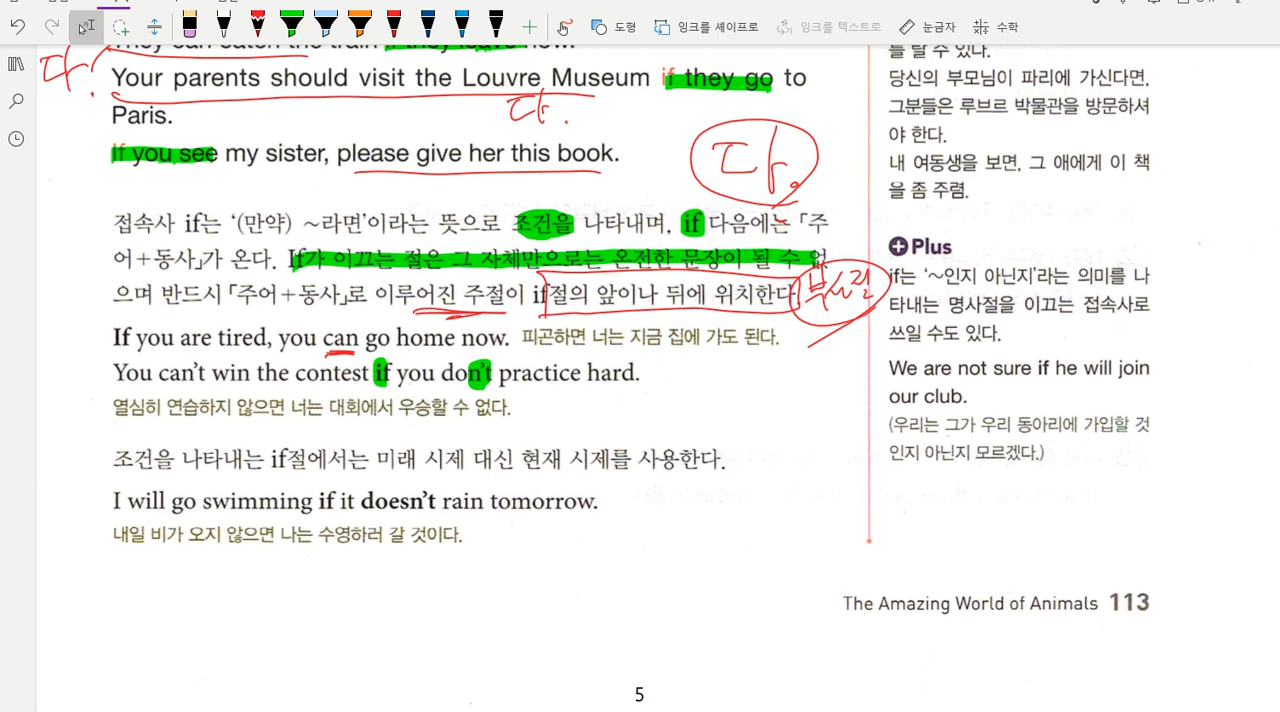 도형 잉크를 셰이프로 잉크를 텍스트로 눈금자 수학
They can catch the train if they leave now.
다.
Your parents should visit the Louvre Museum if they go to
Paris.
다.
If you see my sister, please give her this book.
다.
접속사 if는 '(만약) ~라면'이라는 뜻으로 조건을 나타내며, if 다음에는 「주
어+동사」가 온다. If가 이끄는 절은 그 자체만으로는 온전한 문장이 될 수 없
으며 반드시 「주어+동사」로 이루어진 주절이 if절의 앞이나 뒤에 위치한다.
부사절
If you are tired, you can go home now. 피곤하면 너는 지금 집에 가도 된다.
You can't win the contest if you don't practice hard.
열심히 연습하지 않으면 너는 대회에서 우승할 수 없다.
조건을 나타내는 if절에서는 미래 시제 대신 현재 시제를 사용한다.
I will go swimming if it doesn't rain tomorrow.
내일 비가 오지 않으면 나는 수영하러 갈 것이다.
를 탈 수 있다.
당신의 부모님이 파리에 가신다면,
그분들은 루브르 박물관을 방문하셔
야 한다.
내 여동생을 보면, 그 애에게 이 책
을 좀 주렴.
Plus
if는 '~인지 아닌지'라는 의미를 나
타내는 명사절을 이끄는 접속사로
쓰일 수도 있다.
We are not sure if he will join
our club.
(우리는 그가 우리 동아리에 가입할 것
인지 아닌지 모르겠다.)
The Amazing World of Animals 113
5